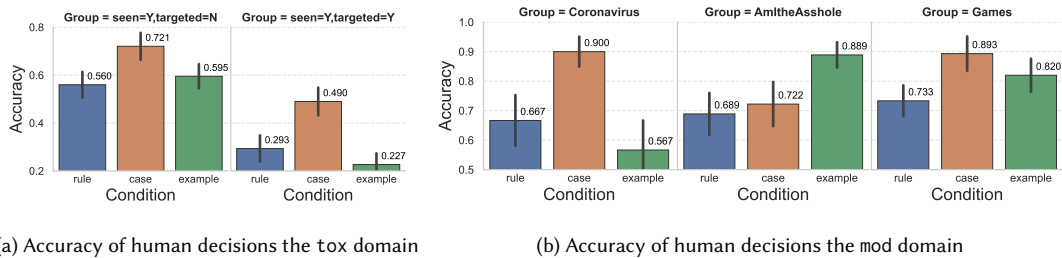 Group = seen=Y,targeted=N
Group = seen=Y,targeted=Y
Accuracy
0.8
0.6
0.4
0.2
0.560
0.721
0.595
0.293
0.490
0.227
rule case example
rule case example
Condition
Condition
(a) Accuracy of human decisions the tox domain
Group = Coronavirus
Group = AmItheAsshole
Group = Games
Accuracy
1.0
0.9
0.8
0.7
0.6
0.5
0.667
0.900
0.567
0.689
0.722
0.889
0.733
0.893
0.820
rule case example
rule case example
rule case example
Condition
Condition
Condition
(b) Accuracy of human decisions the mod domain